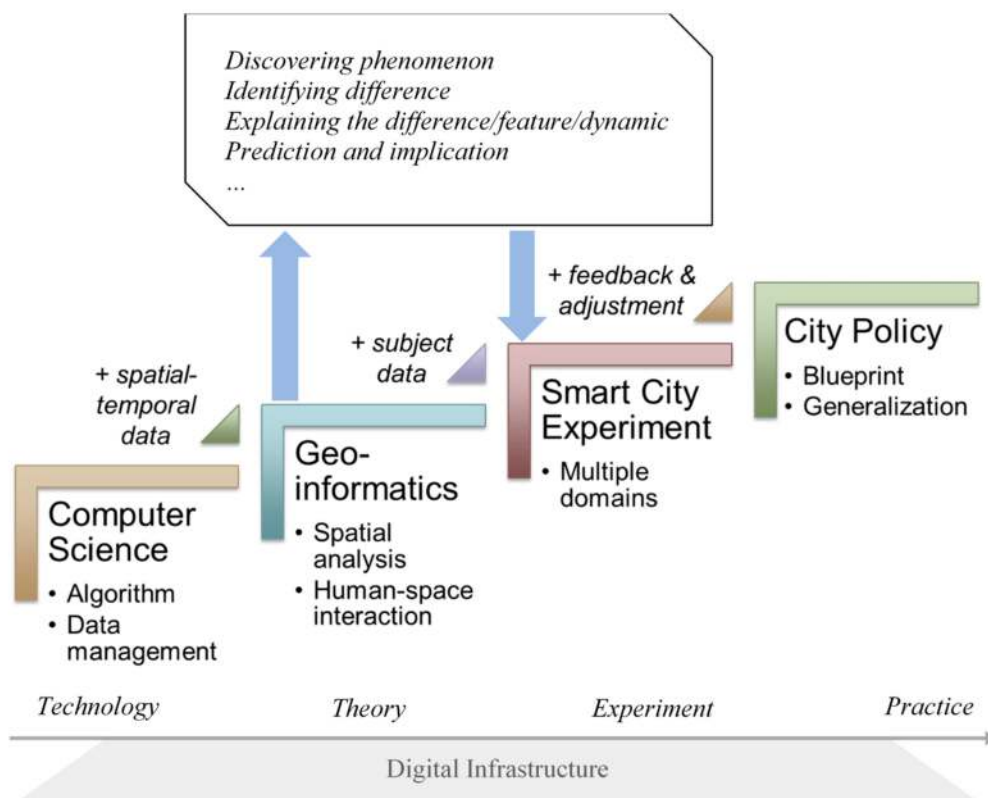 Discovering phenomenon
Identifying difference
Explaining the difference/feature/dynamic
Prediction and implication
...
+ spatial-
temporal
data
+ subject
data
+ feedback &
adjustment
Computer
Science
• Algorithm
• Data
management
Geo-
informatics
• Spatial
analysis
• Human-space
interaction
Smart City
Experiment
• Multiple
domains
City Policy
• Blueprint
• Generalization
Technology
Theory
Experiment
Practice
Digital Infrastructure